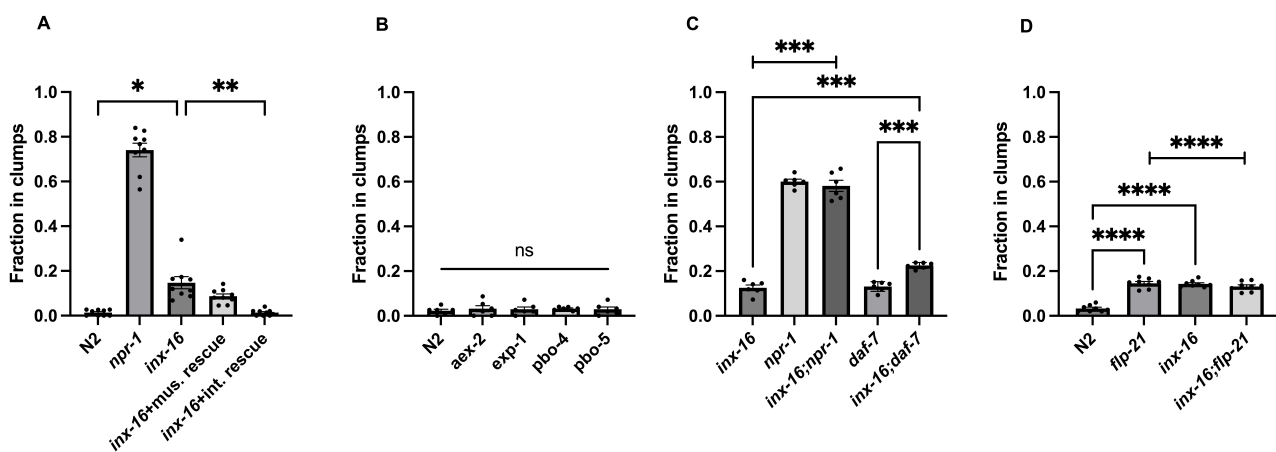 A
Fraction in clumps
1.0
0.8
0.6
0.4
0.2
0.0
*
**
N2
npr-1
inx-16
inx-16+mus. rescue
inx-16+int. rescue
B
Fraction in clumps
1.0
0.8
0.6
0.4
0.2
0.0
ns
N2
aex-2
exp-1
pbo-4
pbo-5
C
Fraction in clumps
1.0
0.8
0.6
0.4
0.2
0.0
***
***
***
inx-16
npr-1
inx-16;npr-1
daf-7
inx-16;daf-7
D
Fraction in clumps
1.0
0.8
0.6
0.4
0.2
0.0
****
****
****
N2
flp-21
inx-16
inx-16;flp-21